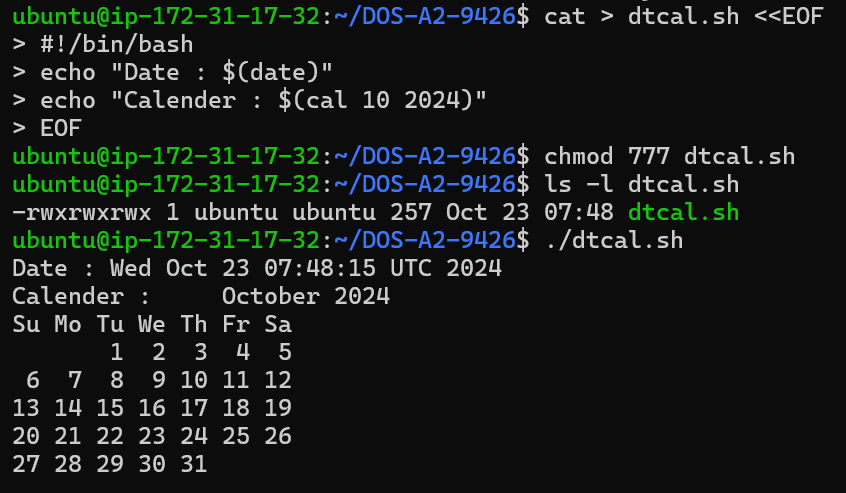 ubuntu@ip-172-31-17-32:~/DOS-A2-9426$ cat > dtcal.sh <<EOF
> #!/bin/bash
> echo "Date : $(date)"
> echo "Calender : $(cal 10 2024)"
> EOF
ubuntu@ip-172-31-17-32:~/DOS-A2-9426$ chmod 777 dtcal.sh
ubuntu@ip-172-31-17-32:~/DOS-A2-9426$ ls -l dtcal.sh
-rwxrwxrwx 1 ubuntu ubuntu 257 Oct 23 07:48 dtcal.sh
ubuntu@ip-172-31-17-32:~/DOS-A2-9426$ ./dtcal.sh
Date : Wed Oct 23 07:48:15 UTC 2024
Calender :     October 2024
Su Mo Tu We Th Fr Sa
       1  2  3  4  5
 6  7  8  9 10 11 12
13 14 15 16 17 18 19
20 21 22 23 24 25 26
27 28 29 30 31